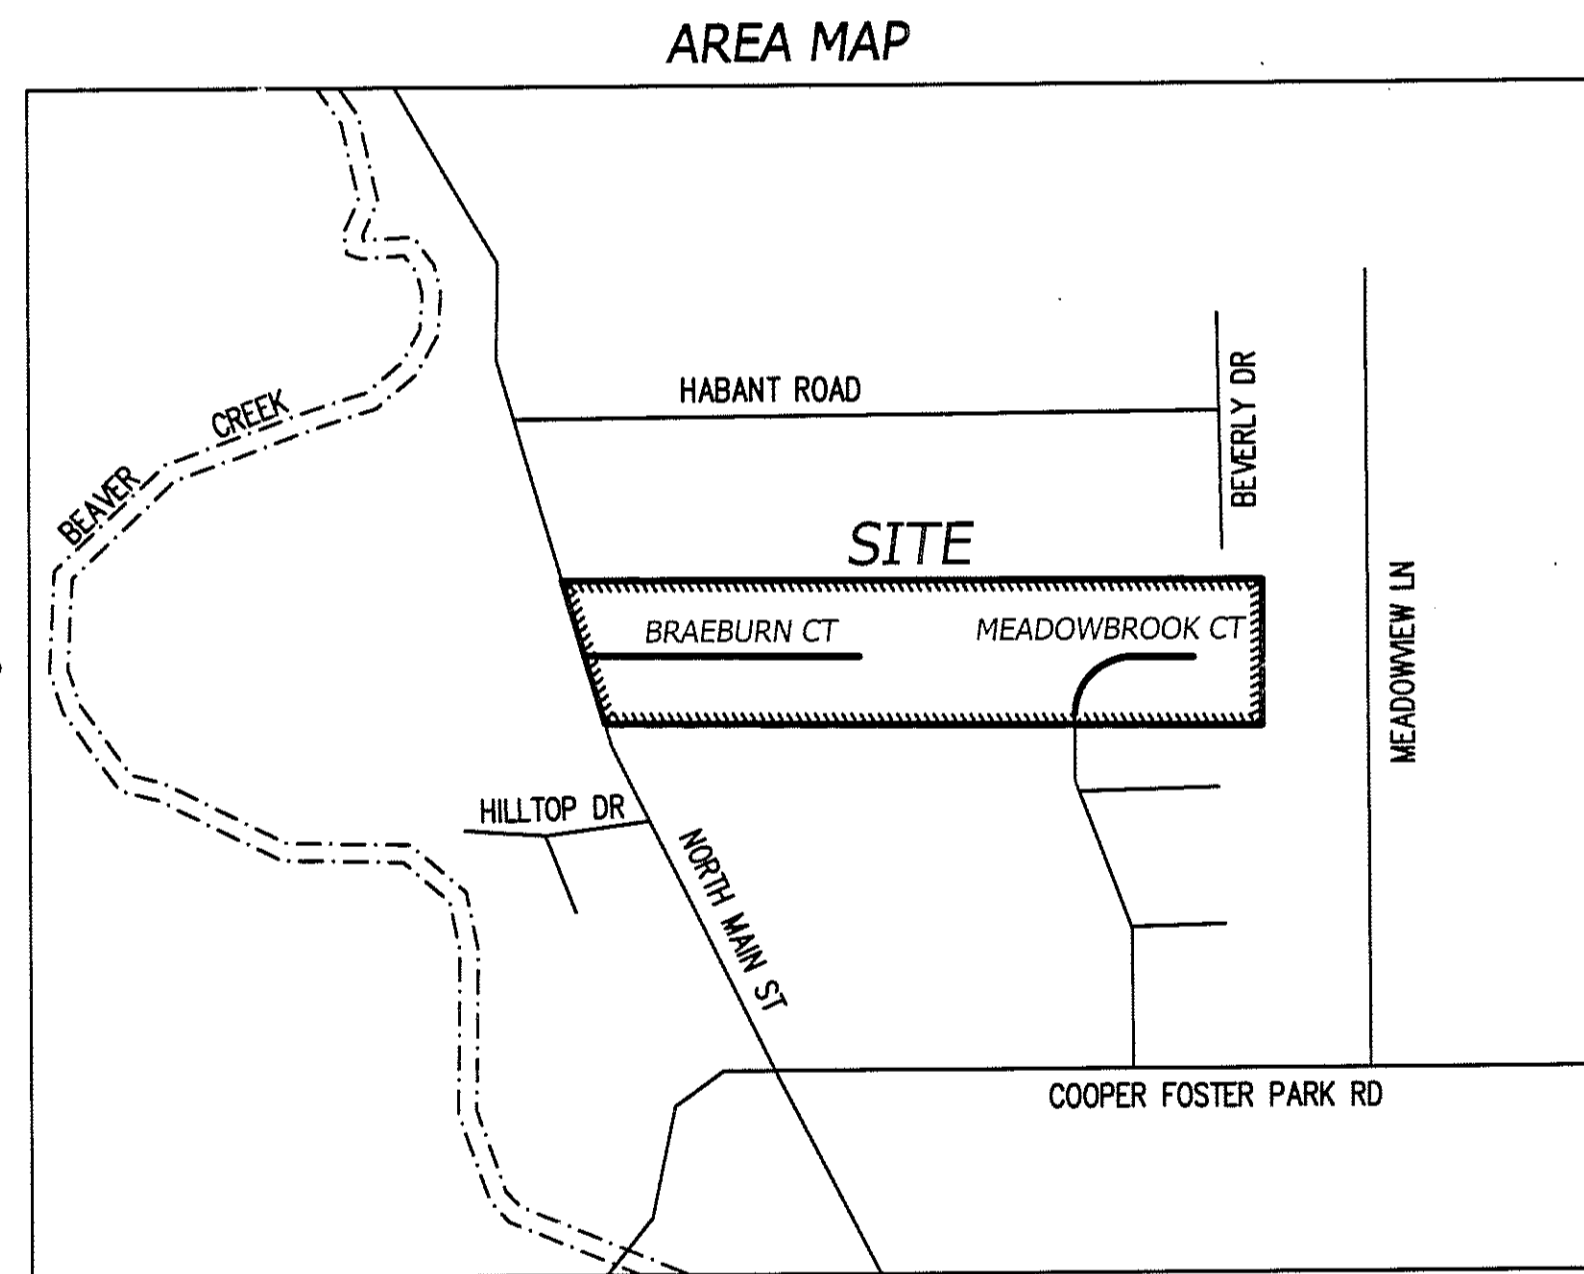 AREA MAP
HABANT ROAD
BEVERLY DR
CREEK
BEAVER
SITE
BRAEBURN CT
MEADOWBROOK CT
MEADOWVIEW LN
HILLTOP DR
NORTH MAIN ST
COOPER FOSTER PARK RD